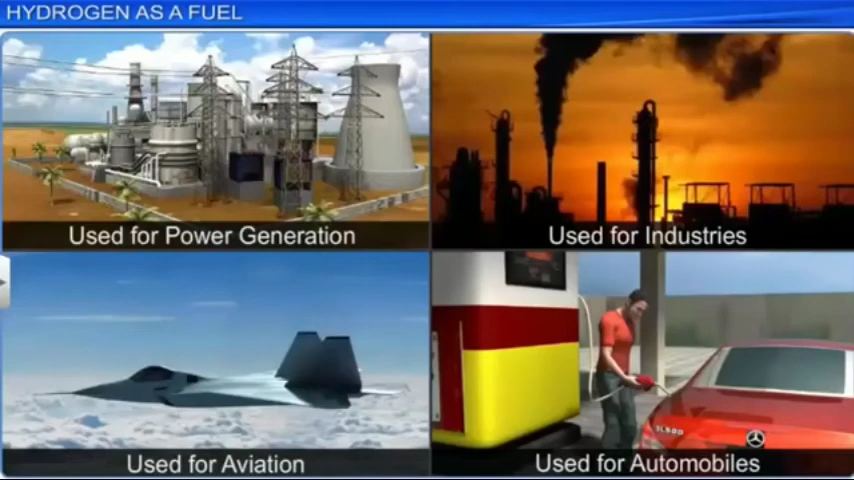 HYDROGEN AS A FUEL
Used for Power Generation
Used for Industries
Used for Aviation
Used for Automobiles